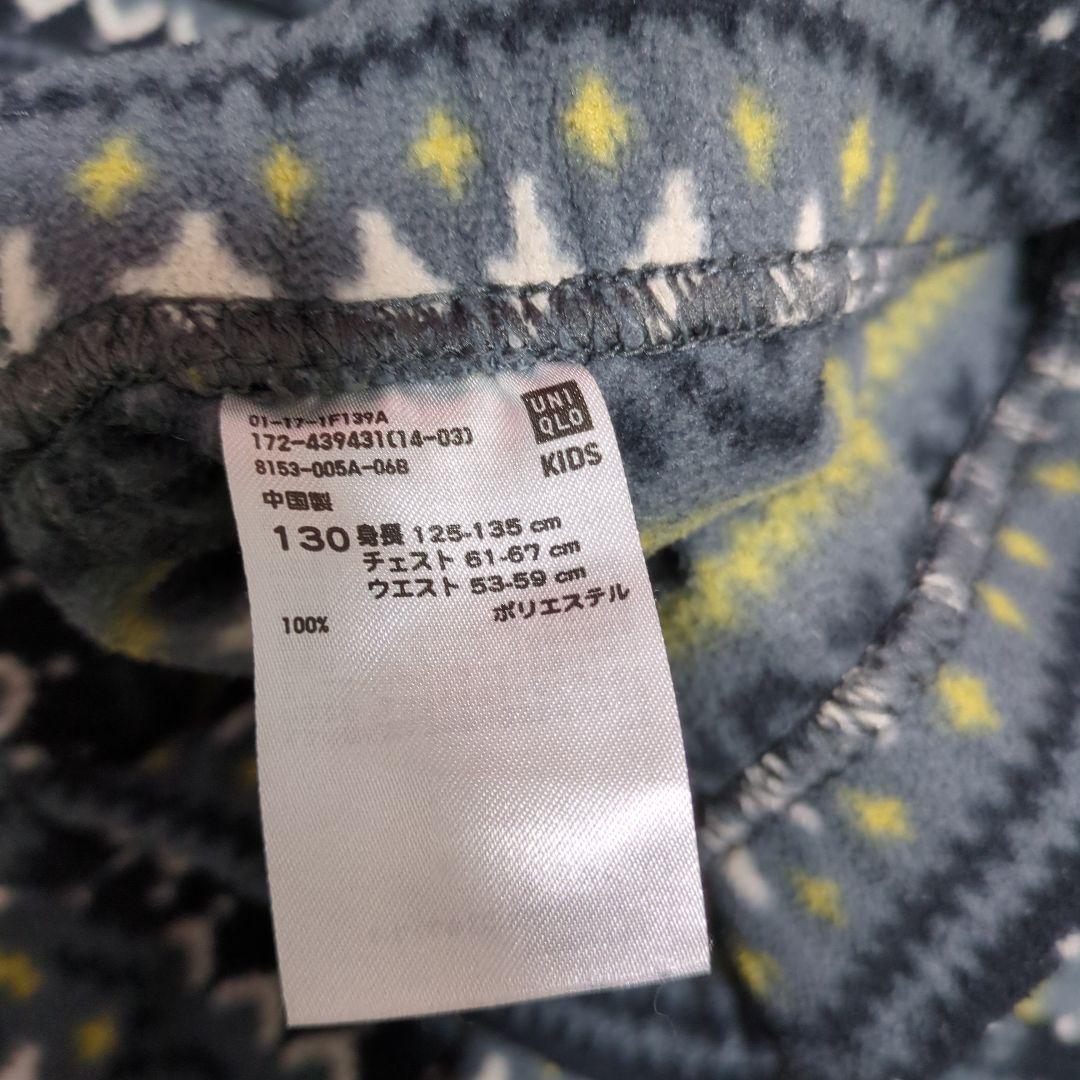 UNI
QLO
KIDS
01-17-1F139A
172-439431(14-03)
8153-005A-06B
中国製
130 身長 125-135 cm
チェスト 61-67 cm
ウエスト 53-59 cm
ポリエステル
100%